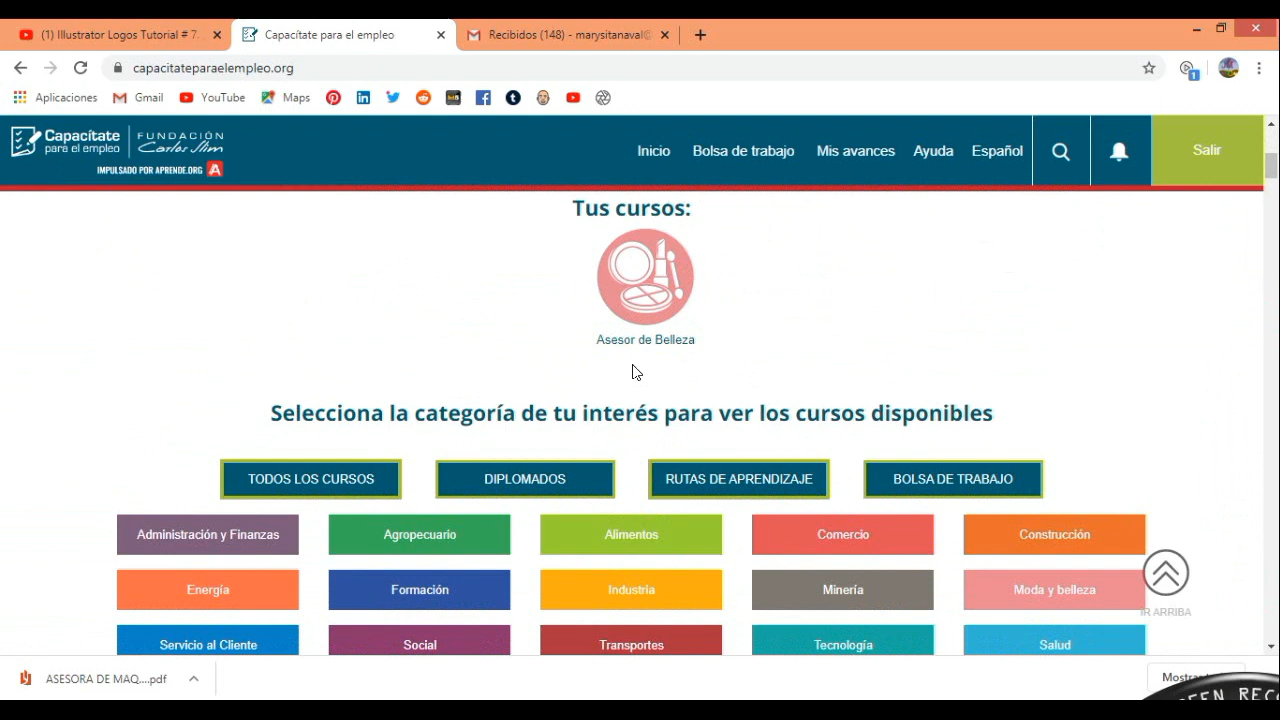 (1) Illustrator Logos Tutorial # 7.
Capacítate para el empleo
Recibidos (148) - marysitanaval@
capacitateparaelempleo.org
1
Aplicaciones
Gmail
YouTube
Maps
Capacítate
para el empleo
FUNDACIÓN
Carlos Slim
IMPULSADO POR APRENDE.ORG A
Inicio
Bolsa de trabajo
Mis avances
Ayuda
Español
Salir
Tus cursos:
Asesor de Belleza
Selecciona la categoría de tu interés para ver los cursos disponibles
TODOS LOS CURSOS
DIPLOMADOS
RUTAS DE APRENDIZAJE
BOLSA DE TRABAJO
Administración y Finanzas
Agropecuario
Alimentos
Comercio
Construcción
Energía
Formación
Industria
Minería
Moda y belleza
IR ARRIBA
Servicio al Cliente
Social
Transportes
Tecnología
Salud
ASESORA DE MAQ....pdf